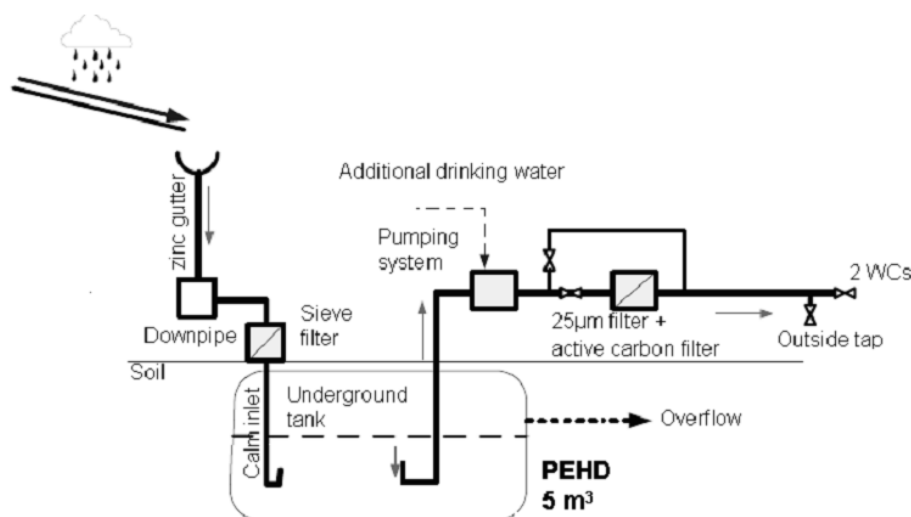 Additional drinking water
zinc gutter
Pumping
system
2 WCs
Downpipe
Sieve
filter
25µm filter +
active carbon filter
Outside tap
Soil
Calm inlet
Underground
tank
Overflow
PEHD
5 m³